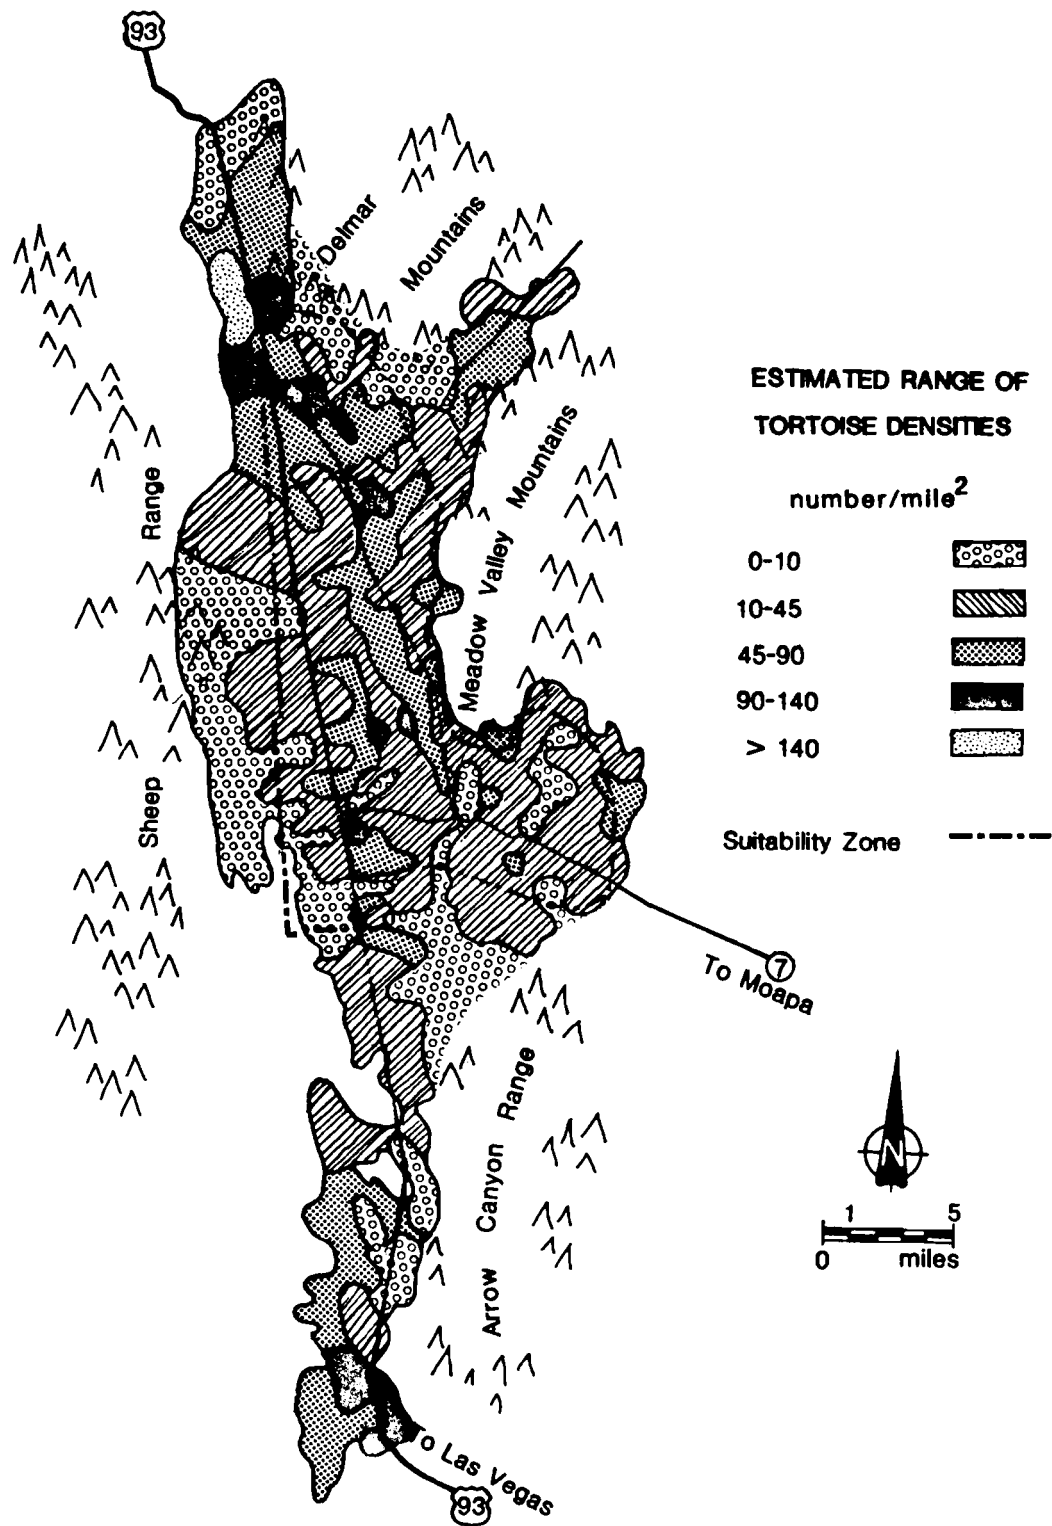 93
Delmar
Mountains
ESTIMATED RANGE OF
TORTOISE DENSITIES
number/mile²
0-10
10-45
45-90
90-140
> 140
Suitability Zone
Sheep Range
Meadow Valley Mountains
7
To Moapa
Arrow Canyon Range
N
1 5
0 miles
To Las Vegas
93